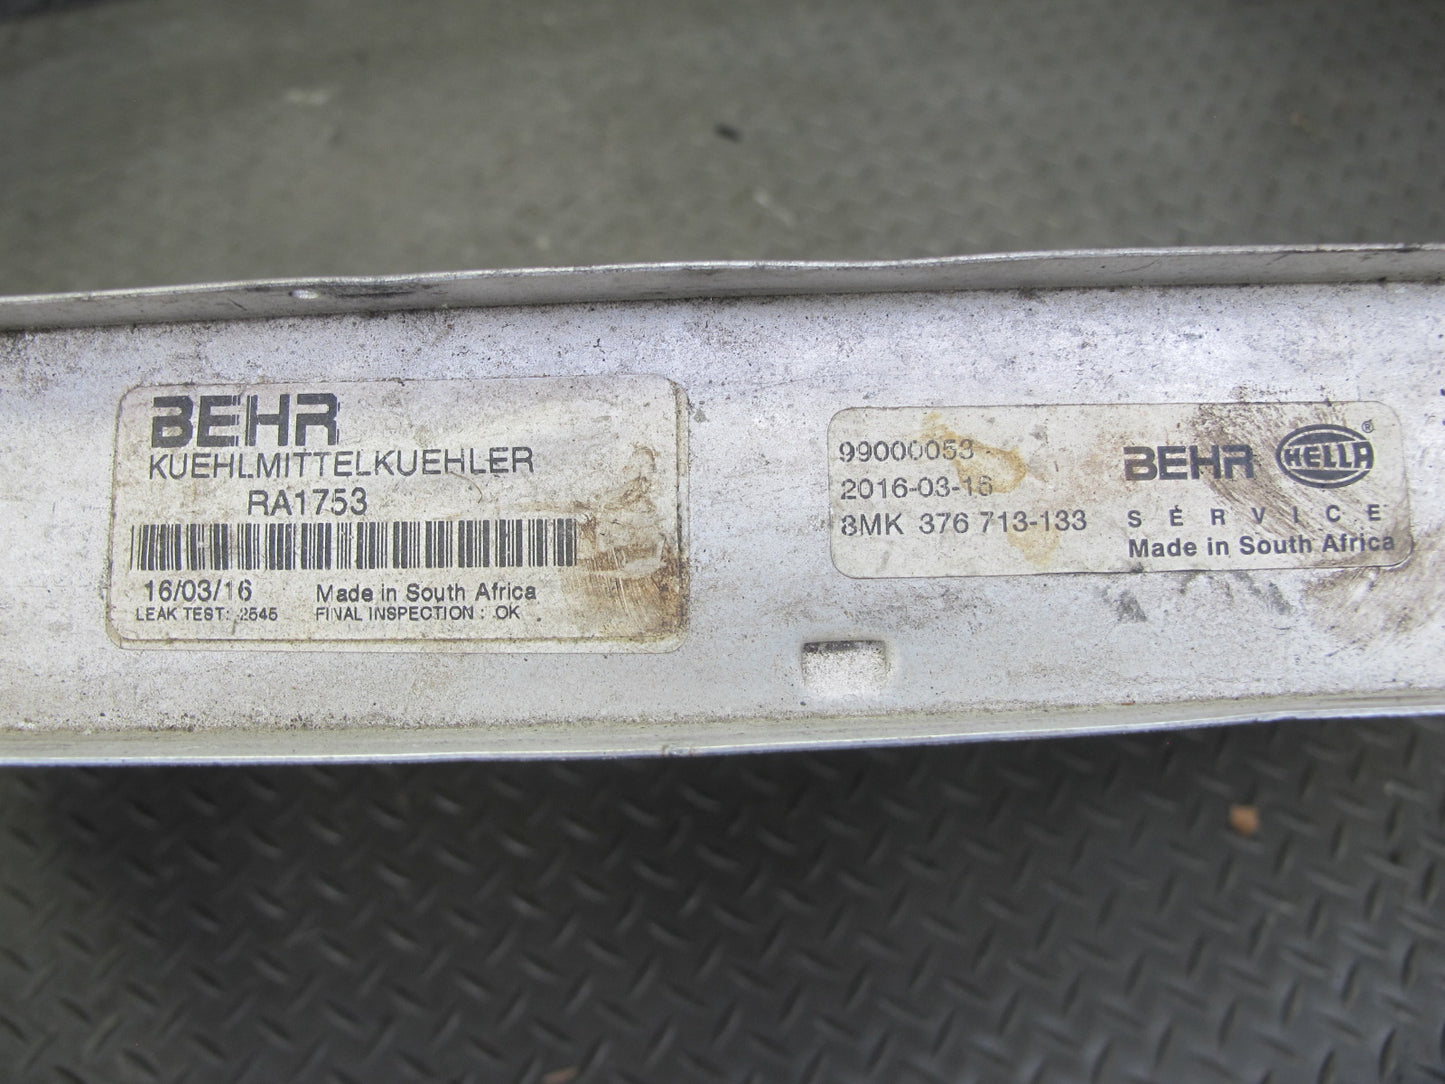 BEHR
KUEHLMITTELKUEHLER
RA1753
16/03/16 Made in South Africa
LEAK TEST: 2545 FINAL INSPECTION : OK
99000053
2016-03-16
8MK 376 713-133
BEHR HELLA ®
SERVICE
Made in South Africa